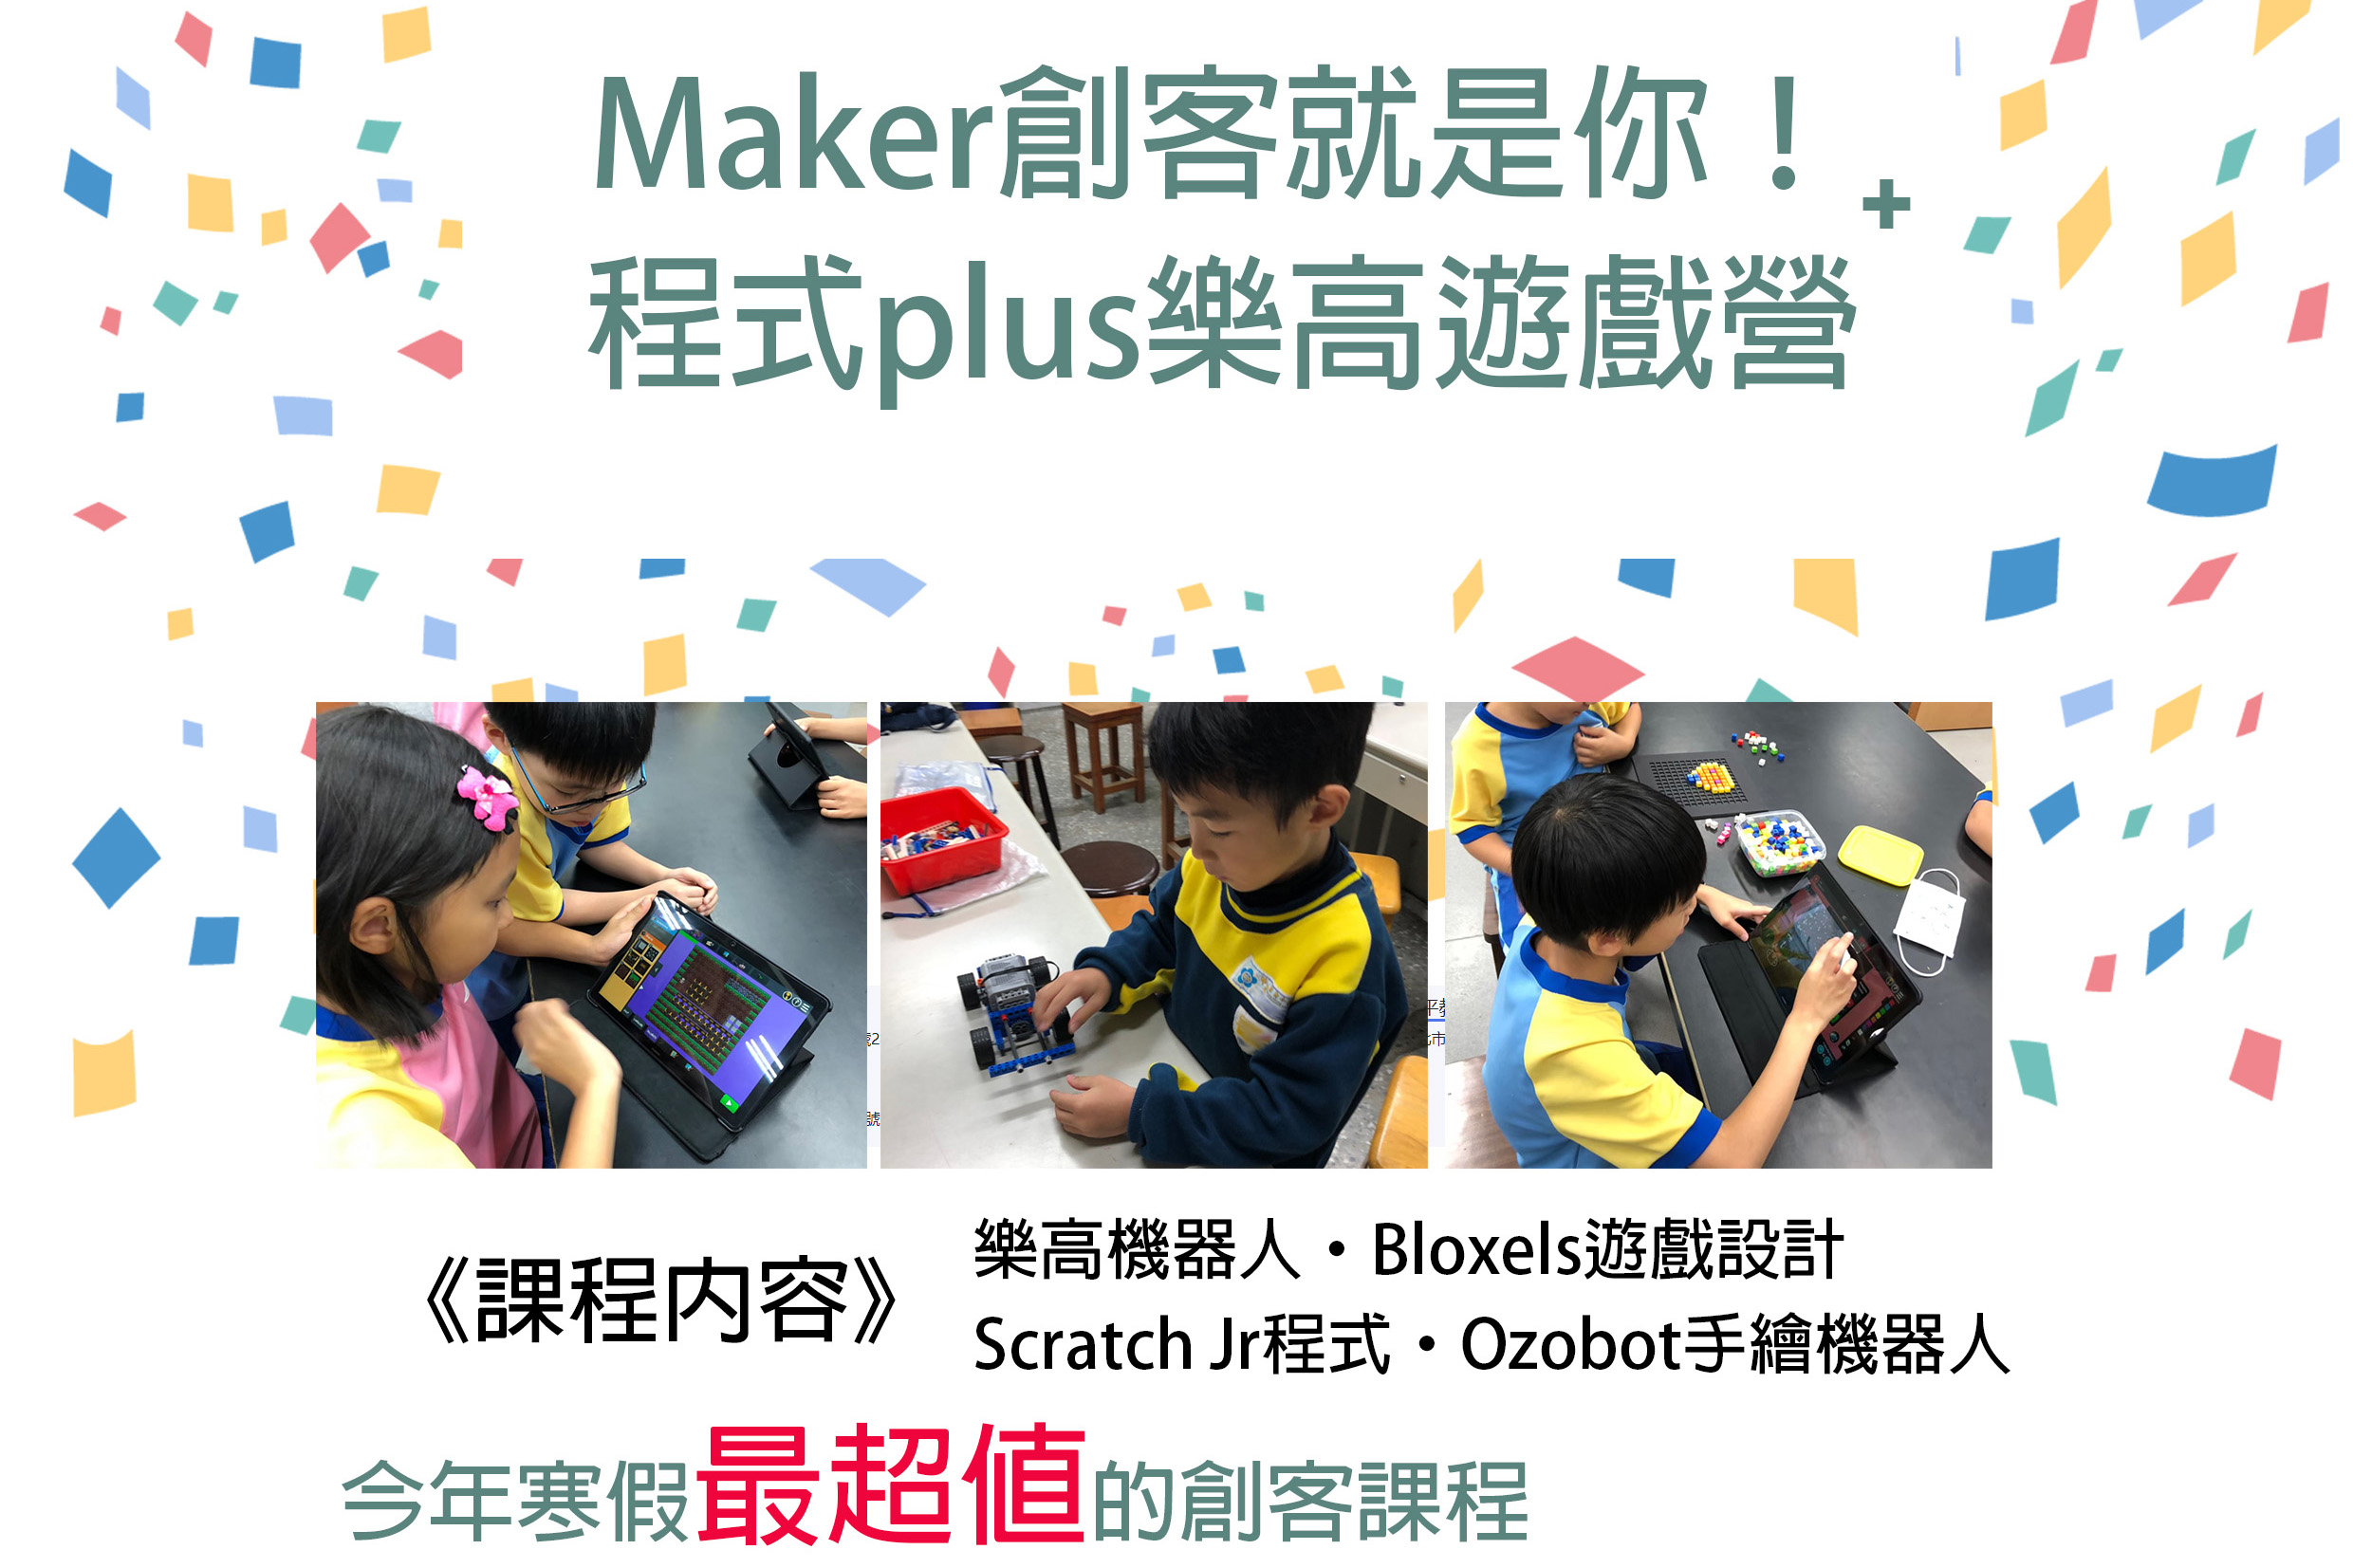 Maker創客就是你！
+
程式plus樂高遊戲營
號
《課程內容》
樂高機器人・Bloxels遊戲設計
Scratch Jr程式・Ozobot手繪機器人
今年寒假最超值的創客課程